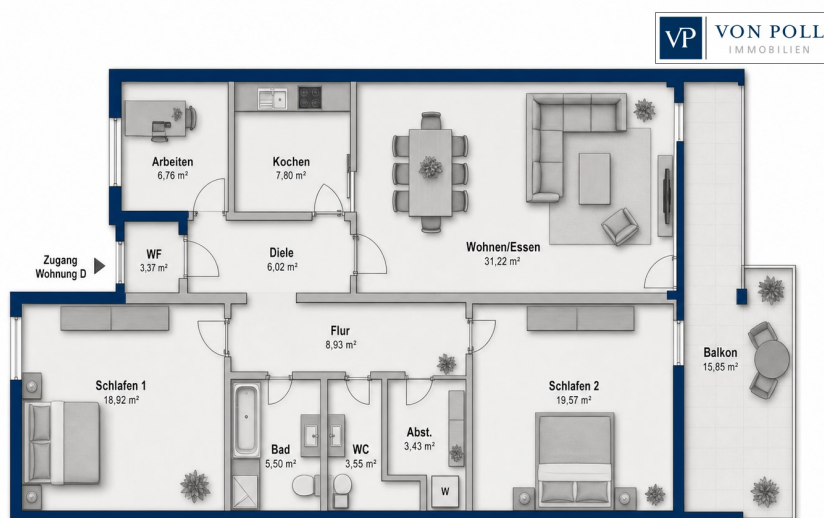 VP VON POLL
IMMOBILIEN
Arbeiten
6,76 m²
Kochen
7,80 m²
Wohnen/Essen
31,22 m²
Zugang
Wohnung D
WF
3,37 m²
Diele
6,02 m²
Flur
8,93 m²
Balkon
15,85 m²
Schlafen 1
18,92 m²
Schlafen 2
19,57 m²
Bad
5,50 m²
WC
3,55 m²
Abst.
3,43 m²
W